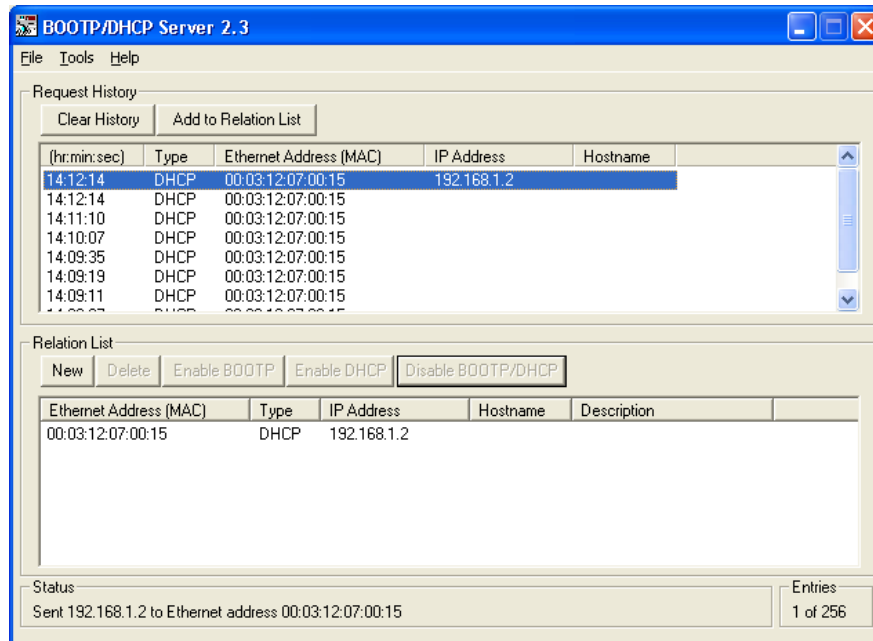 BOOTP/DHCP Server 2.3
File Tools Help
Request History
Clear History Add to Relation List
(hr:min:sec) Type Ethernet Address (MAC) IP Address Hostname
14:12:14 DHCP 00:03:12:07:00:15 192.168.1.2
14:12:14 DHCP 00:03:12:07:00:15
14:11:10 DHCP 00:03:12:07:00:15
14:10:07 DHCP 00:03:12:07:00:15
14:09:35 DHCP 00:03:12:07:00:15
14:09:19 DHCP 00:03:12:07:00:15
14:09:11 DHCP 00:03:12:07:00:15
Relation List
New Delete Enable BOOTP Enable DHCP Disable BOOTP/DHCP
Ethernet Address (MAC) Type IP Address Hostname Description
00:03:12:07:00:15 DHCP 192.168.1.2
Status
Sent 192.168.1.2 to Ethernet address 00:03:12:07:00:15
Entries
1 of 256